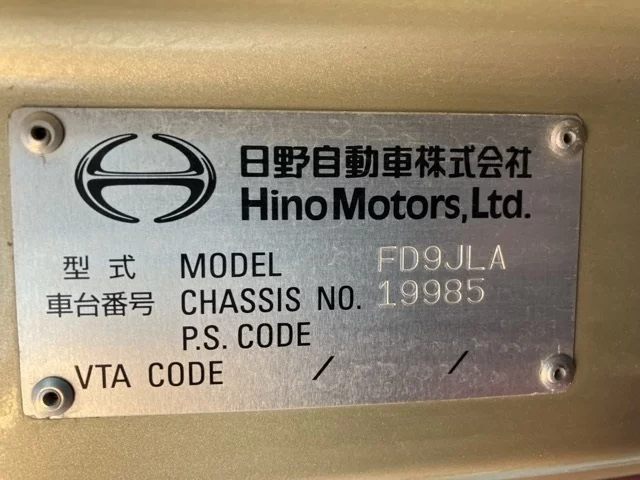 日野自動車株式会社
Hino Motors, Ltd.
型式 MODEL FD9JLA
車台番号 CHASSIS NO. 19985
P.S. CODE
VTA CODE / /